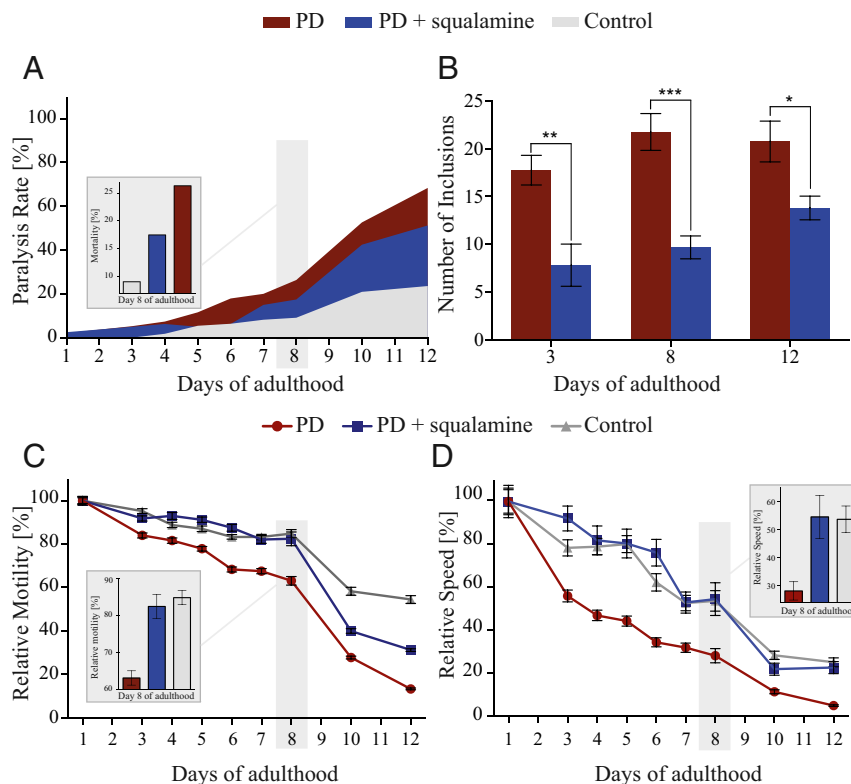 PD PD + squalamine Control
A
Paralysis Rate [%]
100
80
60
40
20
0
1 2 3 4 5 6 7 8 9 10 11 12
Days of adulthood
Mortality [%]
25
20
15
10
Day 8 of adulthood
B
Number of Inclusions
25
20
15
10
5
0
** *** *
3 8 12
Days of adulthood
PD PD + squalamine Control
C
Relative Motility [%]
100
80
60
40
20
0
1 2 3 4 5 6 7 8 9 10 11 12
Days of adulthood
Relative motility [%]
90
80
70
60
Day 8 of adulthood
D
Relative Speed [%]
100
80
60
40
20
0
1 2 3 4 5 6 7 8 9 10 11 12
Days of adulthood
Relative Speed [%]
60
50
40
30
Day 8 of adulthood